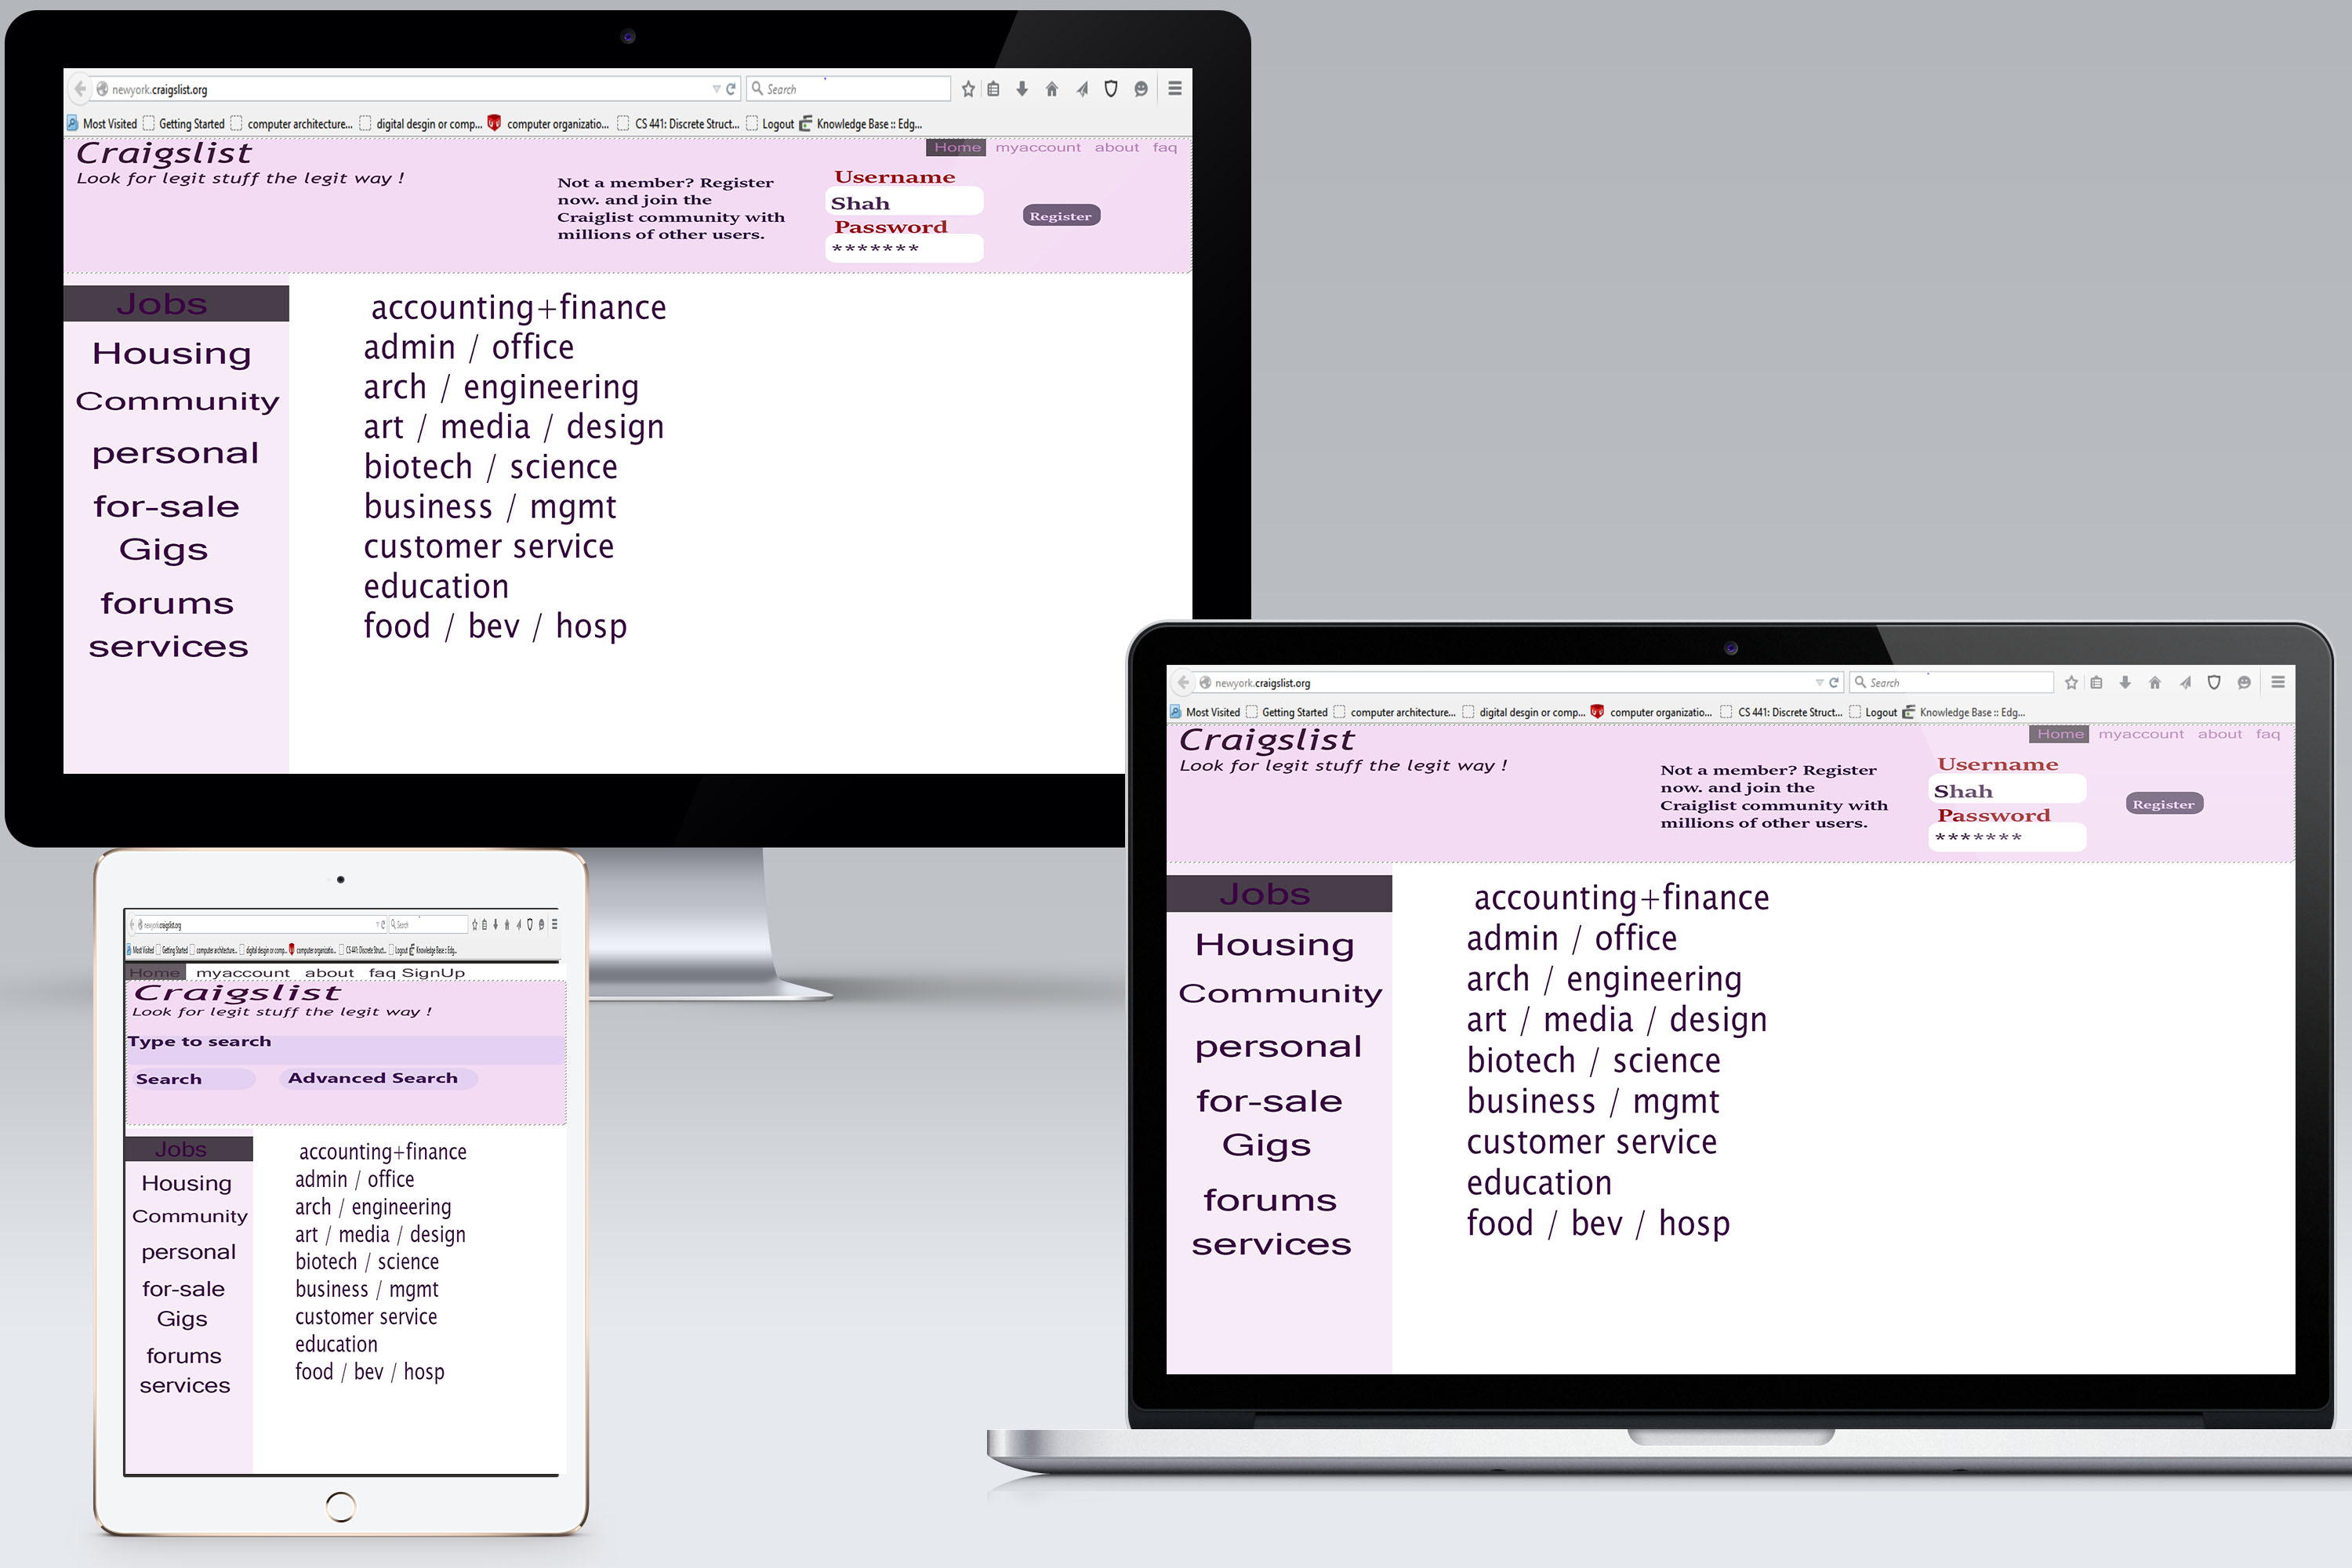 newyork.craigslist.org
Search
Most Visited Getting Started computer architecture... digital desgin or comp... computer organizatio... CS 441: Discrete Struct... Logout Knowledge Base :: Edg...
Craigslist
Look for legit stuff the legit way !
Home myaccount about faq
Not a member? Register
now. and join the
Craiglist community with
millions of other users.
Username
Shah
Password
*******
Register
Jobs
Housing
Community
personal
for-sale
Gigs
forums
services
accounting+finance
admin / office
arch / engineering
art / media / design
biotech / science
business / mgmt
customer service
education
food / bev / hosp
newyork.craigslist.org
Search
Most Visited Getting Started computer architecture... digital desgin or comp... computer organizatio... CS 441: Discrete Struct... Logout Knowledge Base :: Edg...
Craigslist
Look for legit stuff the legit way !
Home myaccount about faq
Not a member? Register
now. and join the
Craiglist community with
millions of other users.
Username
Shah
Password
*******
Register
Jobs
Housing
Community
personal
for-sale
Gigs
forums
services
accounting+finance
admin / office
arch / engineering
art / media / design
biotech / science
business / mgmt
customer service
education
food / bev / hosp
newyork.craigslist.org
Search
Most Visited Getting Started computer architecture... digital desgin or comp... computer organizatio... CS 441: Discrete Struct... Logout Knowledge Base :: Edg...
Home myaccount about faq SignUp
Craigslist
Look for legit stuff the legit way !
Type to search
Search Advanced Search
Jobs
Housing
Community
personal
for-sale
Gigs
forums
services
accounting+finance
admin / office
arch / engineering
art / media / design
biotech / science
business / mgmt
customer service
education
food / bev / hosp